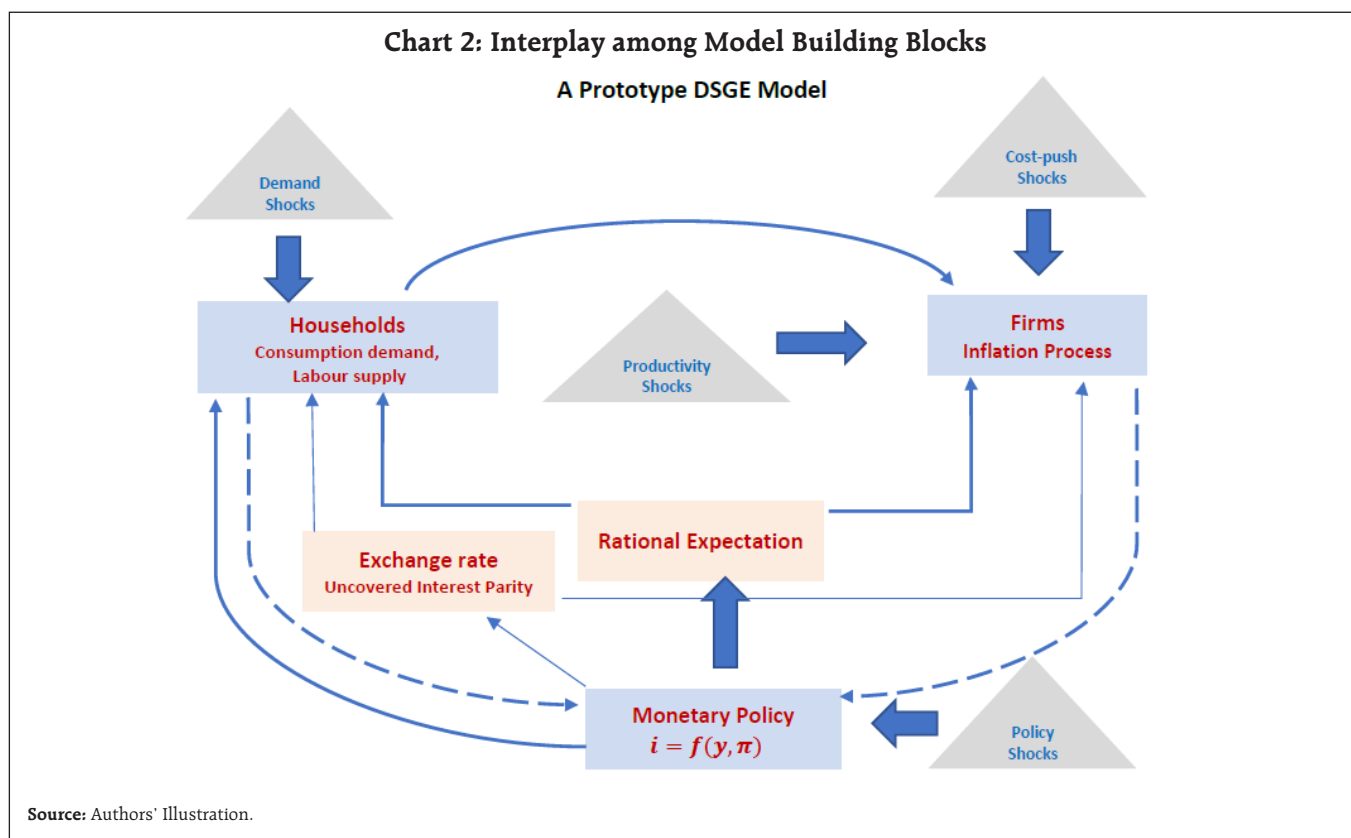 Chart 2: Interplay among Model Building Blocks
A Prototype DSGE Model
Demand
Shocks
Cost-push
Shocks
Households
Consumption demand,
Labour supply
Productivity
Shocks
Firms
Inflation Process
Exchange rate
Uncovered Interest Parity
Rational Expectation
Monetary Policy
i = f(y, π)
Policy
Shocks
Source: Authors' Illustration.